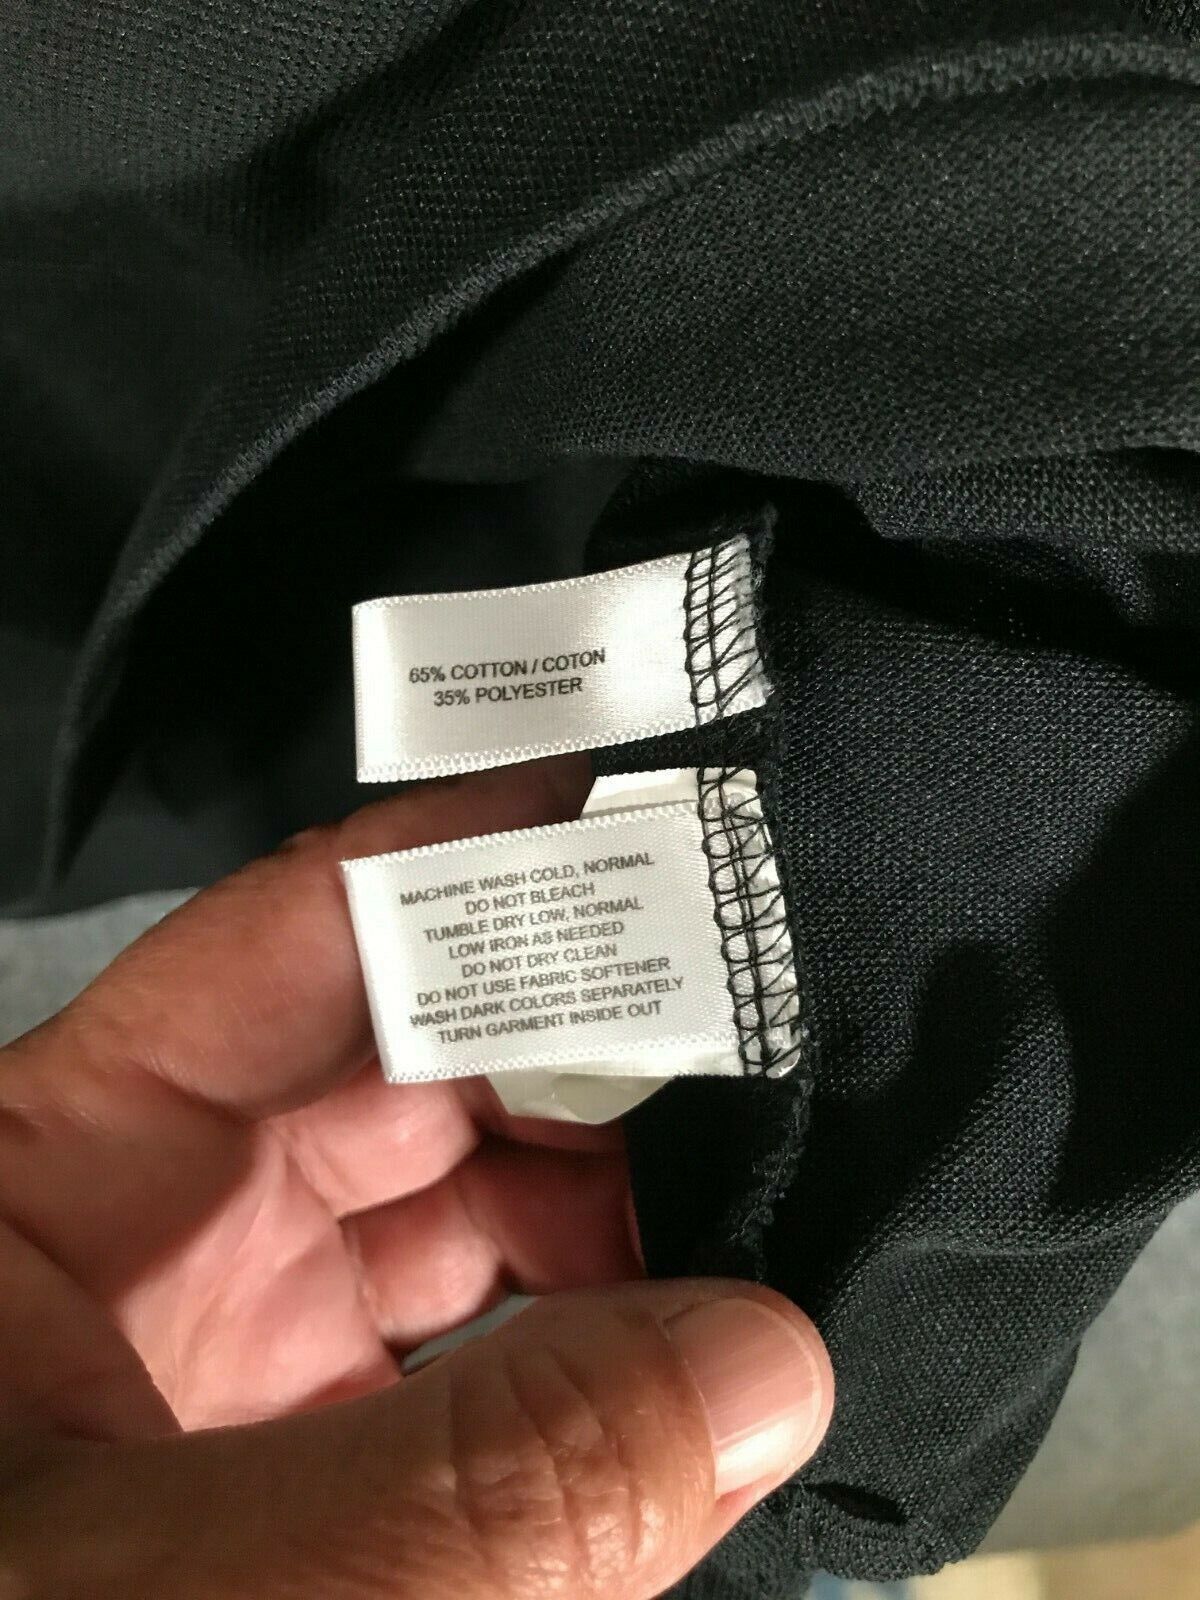 65% COTTON / COTON
35% POLYESTER
MACHINE WASH COLD, NORMAL
DO NOT BLEACH
TUMBLE DRY LOW, NORMAL
LOW IRON AS NEEDED
DO NOT DRY CLEAN
DO NOT USE FABRIC SOFTENER
WASH DARK COLORS SEPARATELY
TURN GARMENT INSIDE OUT